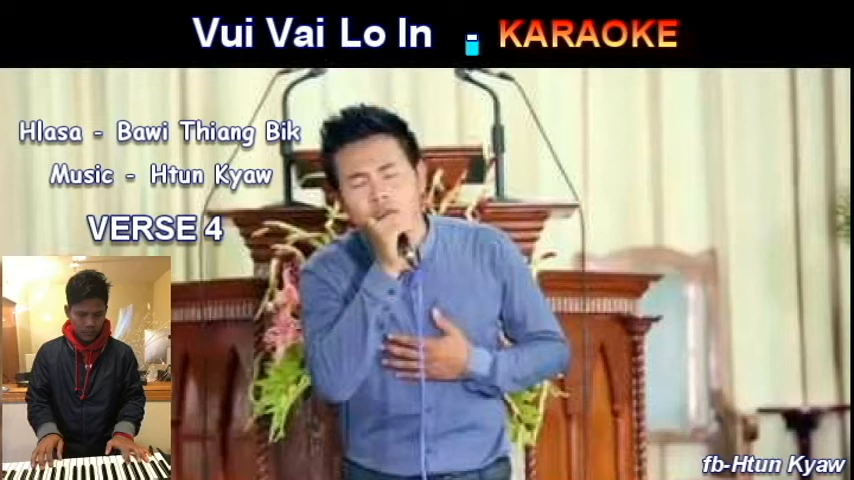 Vui Vai Lo In KARAOKE
Hlasa - Bawi Thiang Bik
Music - Htun Kyaw
VERSE 4
fb-Htun Kyaw